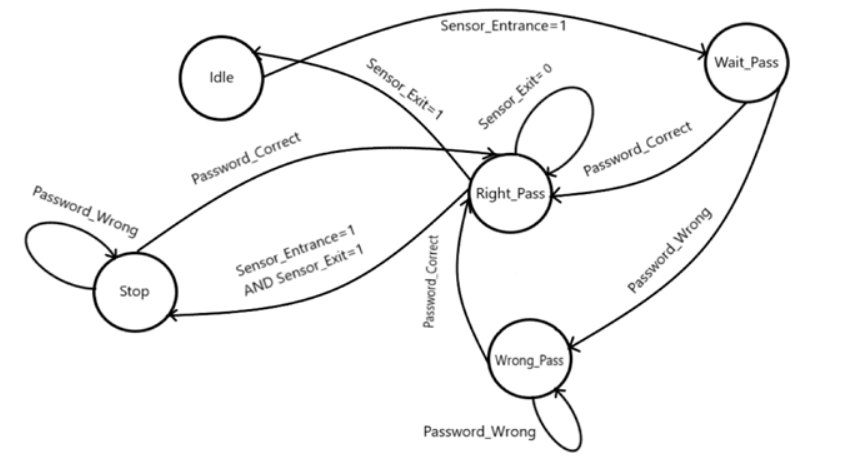 Sensor_Entrance=1
Idle
Wait_Pass
Sensor_Exit=1
Sensor_Exit= 0
Password_Correct
Password_Correct
Right_Pass
Password_Wrong
Sensor_Entrance=1
AND Sensor_Exit=1
Password_Wrong
Stop
Password_Correct
Wrong_Pass
Password_Wrong